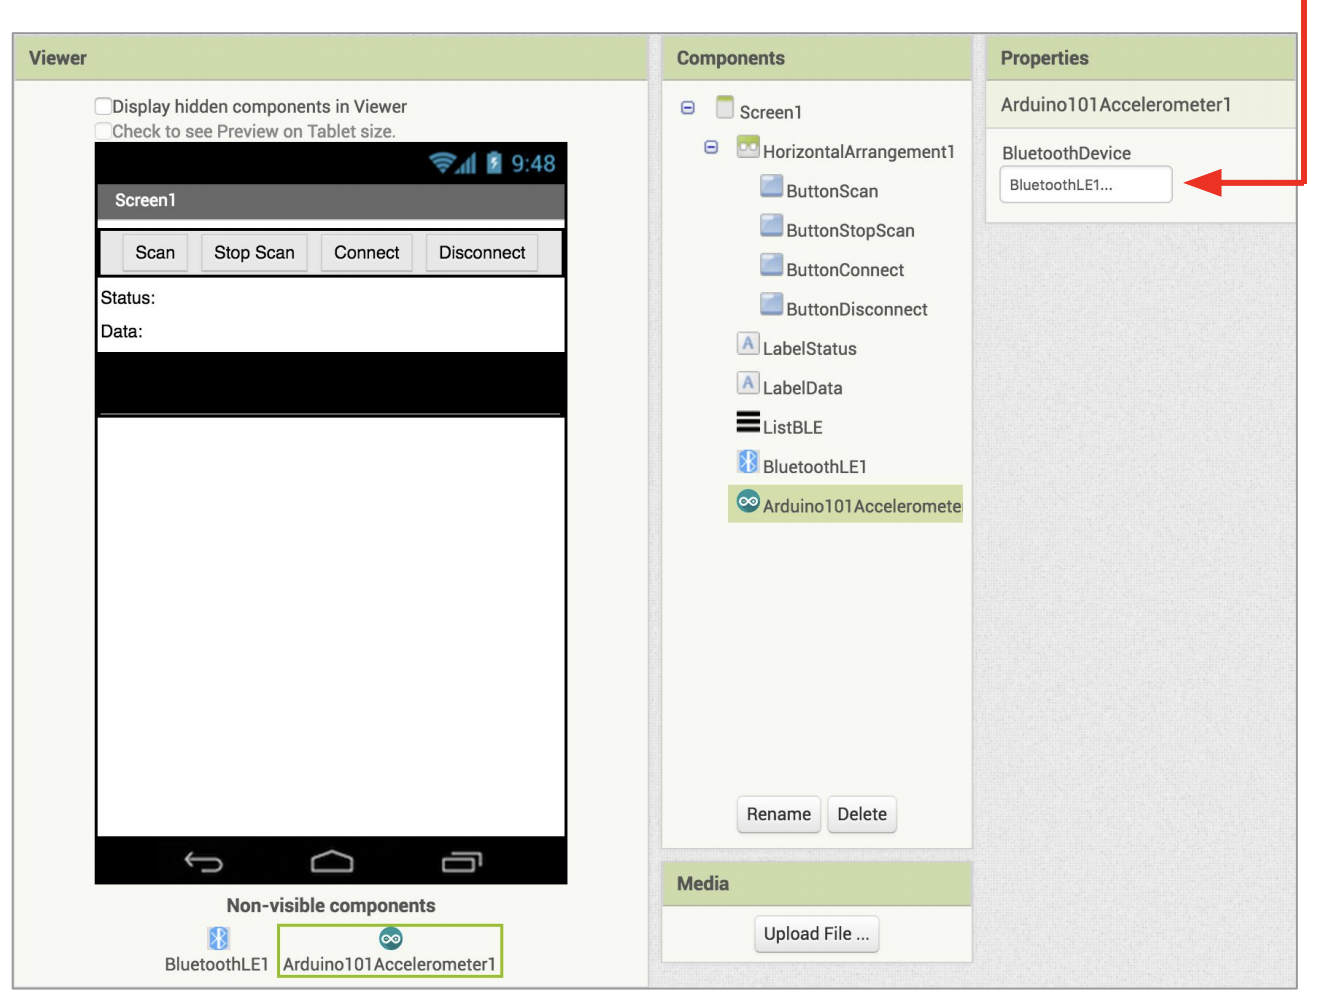 Viewer
Display hidden components in Viewer
Check to see Preview on Tablet size.
9:48
Screen1
Scan
Stop Scan
Connect
Disconnect
Status:
Data:
Non-visible components
BluetoothLE1
Arduino101Accelerometer1
Components
Screen1
HorizontalArrangement1
ButtonScan
ButtonStopScan
ButtonConnect
ButtonDisconnect
A LabelStatus
A LabelData
ListBLE
BluetoothLE1
Arduino101Acceleromete
Rename
Delete
Media
Upload File ...
Properties
Arduino101Accelerometer1
BluetoothDevice
BluetoothLE1...